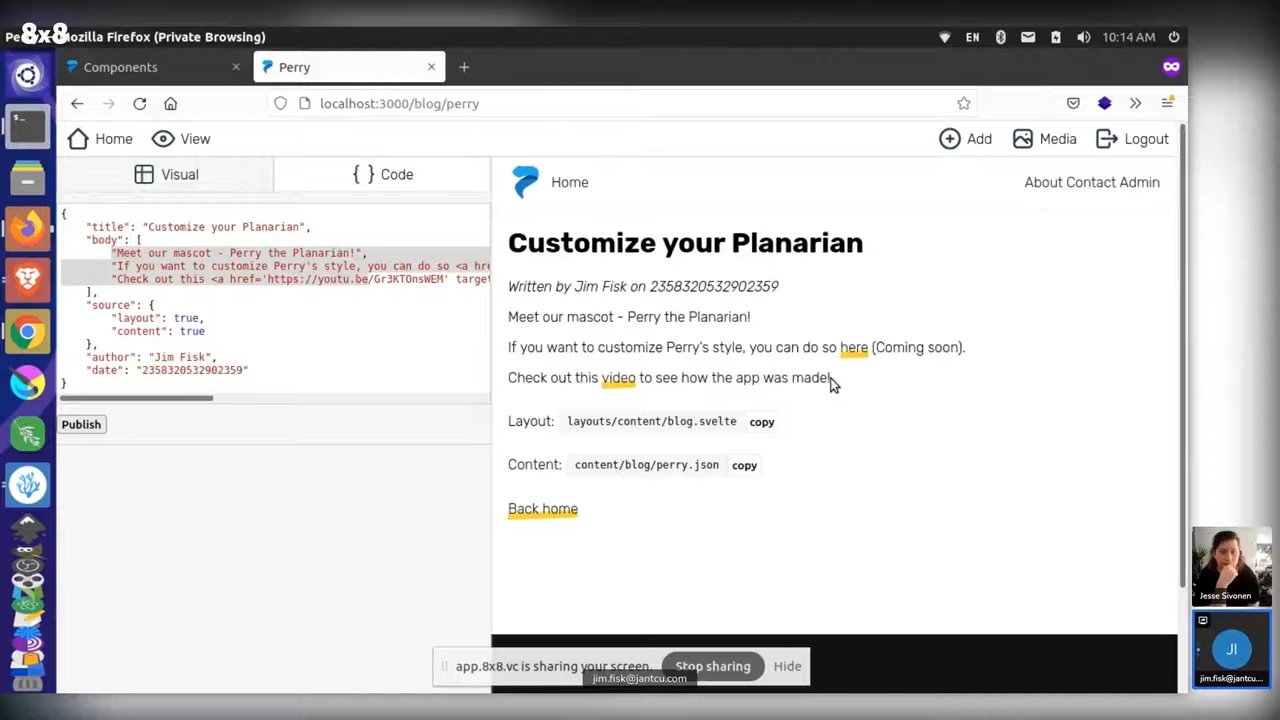 8x8
Pe
Mozilla Firefox (Private Browsing)
EN
10:14 AM
Components
Perry
localhost:3000/blog/perry
Home
View
Add
Media
Logout
Visual
{ } Code
Home
About Contact Admin
{
"title": "Customize your Planarian",
"body": [
"Meet our mascot - Perry the Planarian!",
"If you want to customize Perry's style, you can do so <a hre
"Check out this <a href='https://youtu.be/Gr3KTOnsWEM' target
],
"source": {
"layout": true,
"content": true
},
"author": "Jim Fisk",
"date": "2358320532902359"
}
Publish
Customize your Planarian
Written by Jim Fisk on 2358320532902359
Meet our mascot - Perry the Planarian!
If you want to customize Perry's style, you can do so here (Coming soon).
Check out this video to see how the app was made!
Layout: layouts/content/blog.svelte copy
Content: content/blog/perry.json copy
Back home
app.8x8.vc is sharing your screen. Stop sharing Hide
jim.fisk@jantcu.com
Jesse Sivonen
JI
jim.fisk@jantcu....